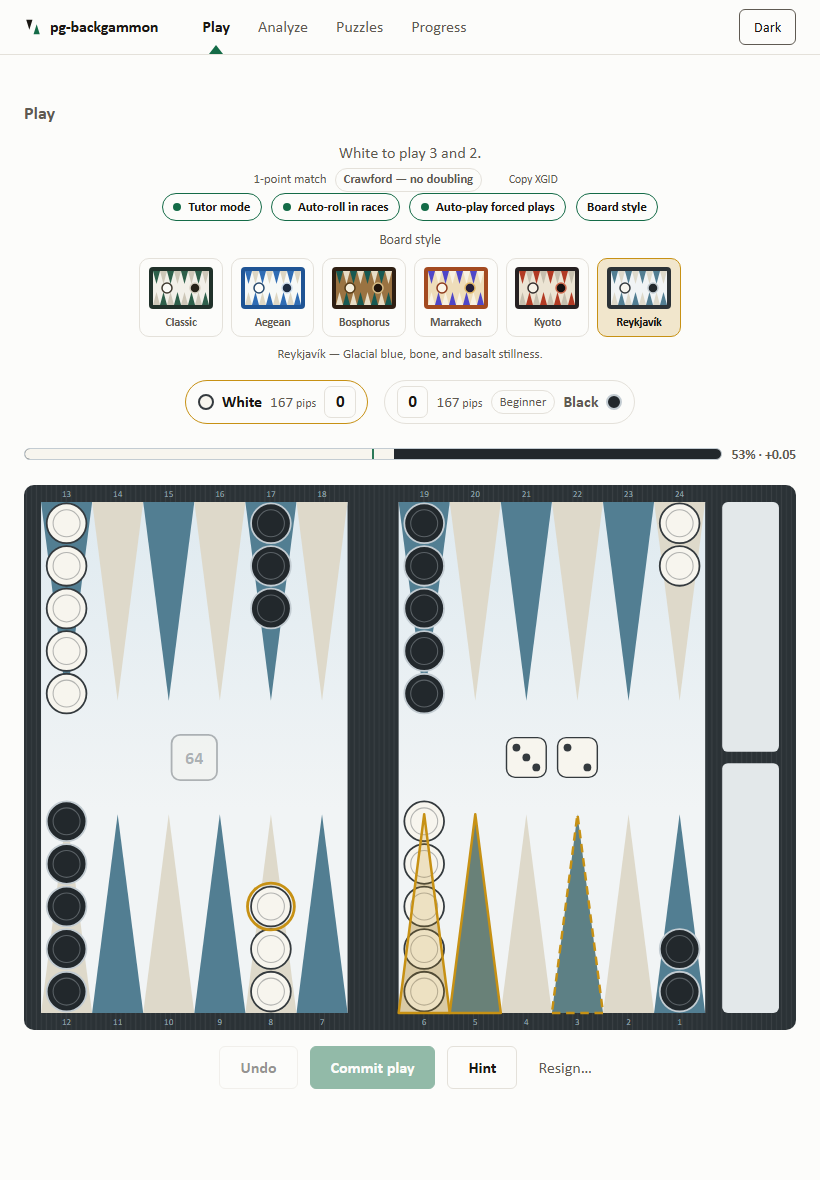 pg-backgammon Play Analyze Puzzles Progress Dark
Play
White to play 3 and 2.
1-point match Crawford — no doubling Copy XGID
Tutor mode Auto-roll in races Auto-play forced plays Board style
Board style
Classic Aegean Bosphorus Marrakech Kyoto Reykjavík
Reykjavík — Glacial blue, bone, and basalt stillness.
White 167 pips 0 0 167 pips Beginner Black
53% · +0.05
13 14 15 16 17 18 19 20 21 22 23 24
64
12 11 10 9 8 7 6 5 4 3 2 1
Undo Commit play Hint Resign...